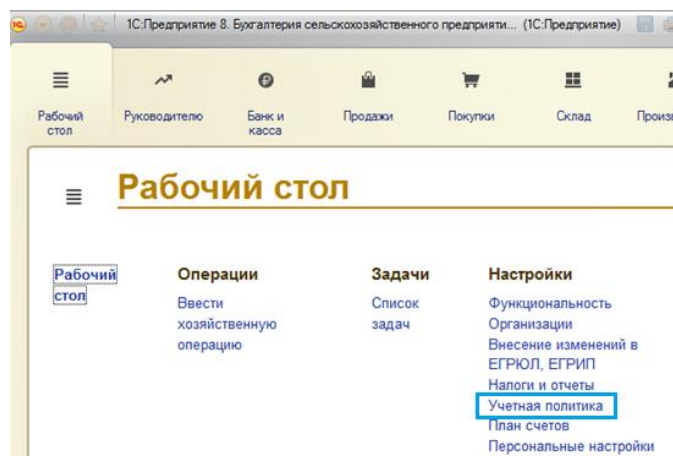 1С:Предприятие 8. Бухгалтерия сельскохозяйственного предприяти... (1С:Предприятие)
Рабочий стол
Руководителю
Банк и касса
Продажи
Покупки
Склад
Рабочий стол
Рабочий
стол
Операции
Ввести
хозяйственную
операцию
Задачи
Список
задач
Настройки
Функциональность
Организации
Внесение изменений в
ЕГРЮЛ, ЕГРИП
Налоги и отчеты
Учетная политика
План счетов
Персональные настройки